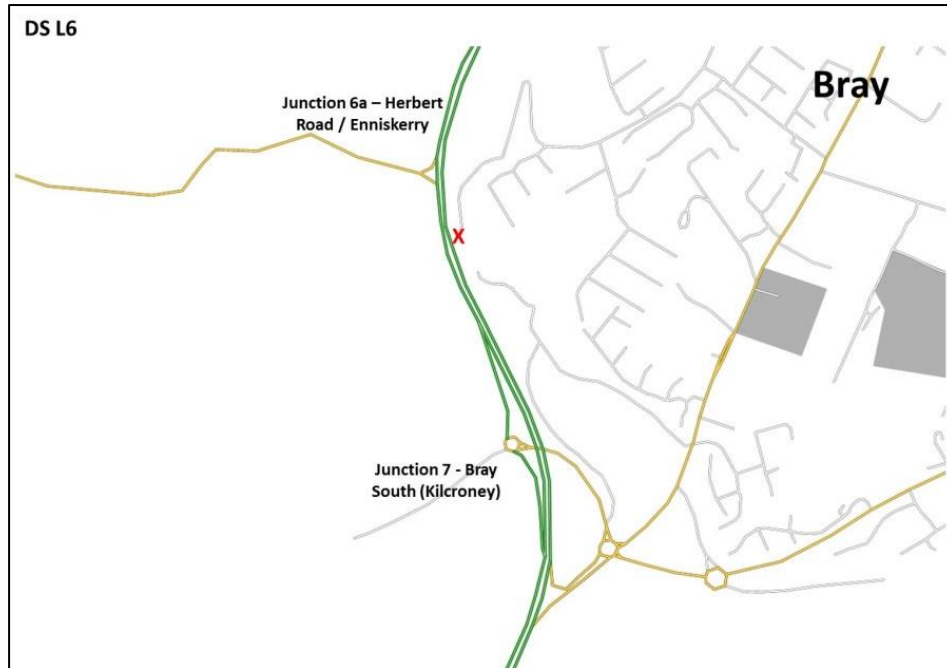 DS L6
Bray
Junction 6a – Herbert
Road / Enniskerry
X
Junction 7 - Bray
South (Kilcroney)